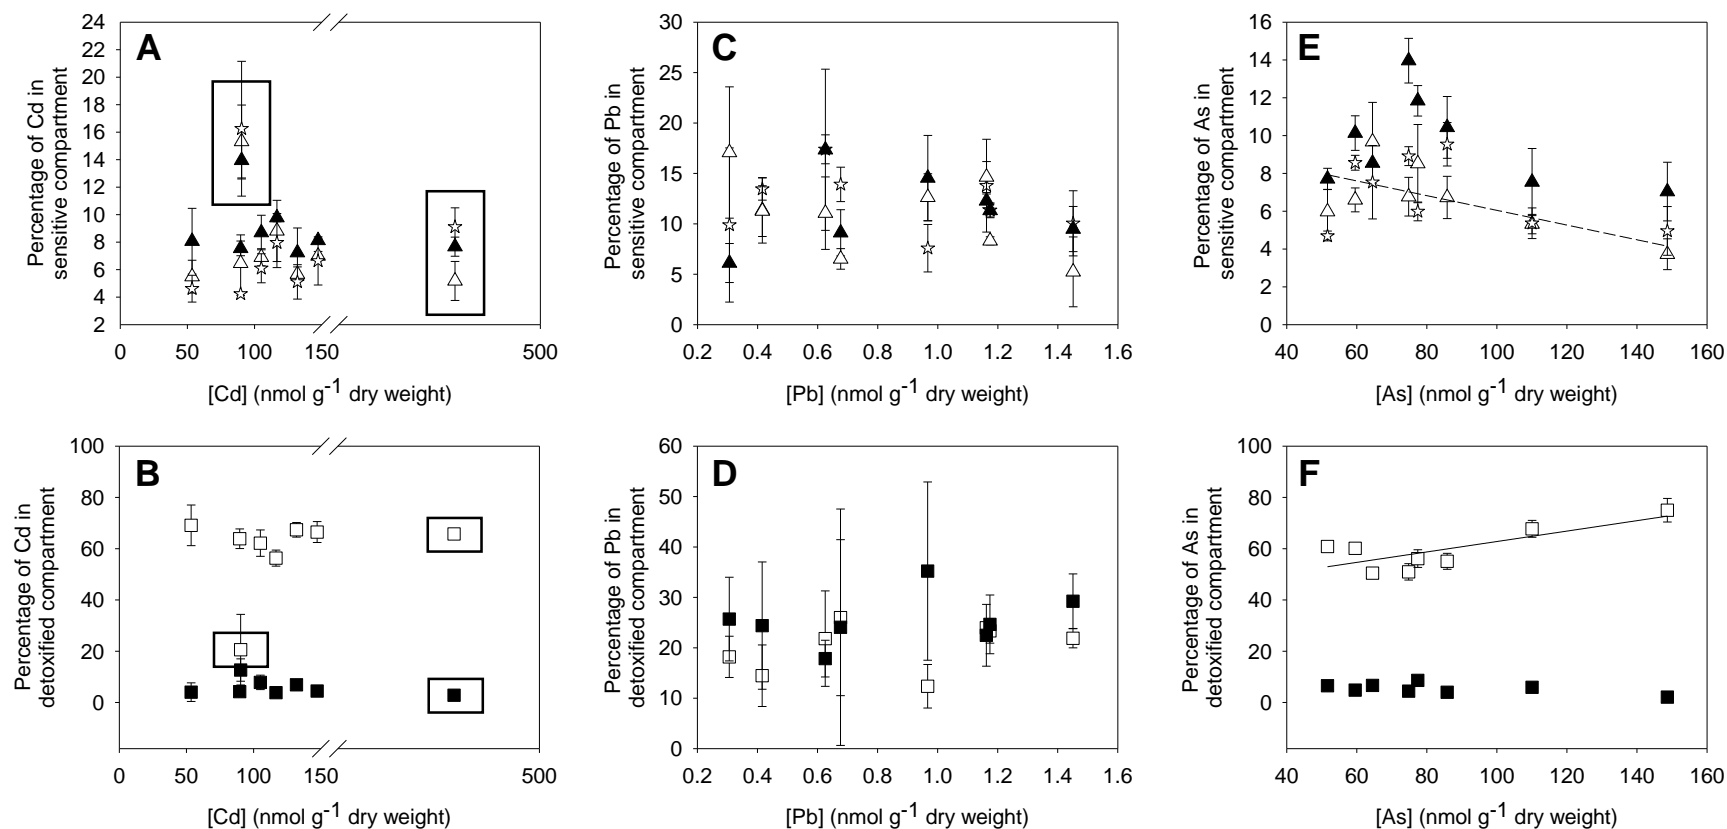 A
24
22
20
18
16
14
12
10
8
6
4
2
Percentage of Cd in
sensitive compartment
0 50 100 150 500
[Cd] (nmol g-1 dry weight)
C
30
25
20
15
10
5
0
Percentage of Pb in
sensitive compartment
0.2 0.4 0.6 0.8 1.0 1.2 1.4 1.6
[Pb] (nmol g-1 dry weight)
E
16
14
12
10
8
6
4
2
0
Percentage of As in
sensitive compartment
40 60 80 100 120 140 160
[As] (nmol g-1 dry weight)
B
100
80
60
40
20
0
Percentage of Cd in
detoxified compartment
0 50 100 150 500
[Cd] (nmol g-1 dry weight)
D
60
50
40
30
20
10
0
Percentage of Pb in
detoxified compartment
0.2 0.4 0.6 0.8 1.0 1.2 1.4 1.6
[Pb] (nmol g-1 dry weight)
F
100
80
60
40
20
0
Percentage of As in
detoxified compartment
40 60 80 100 120 140 160
[As] (nmol g-1 dry weight)